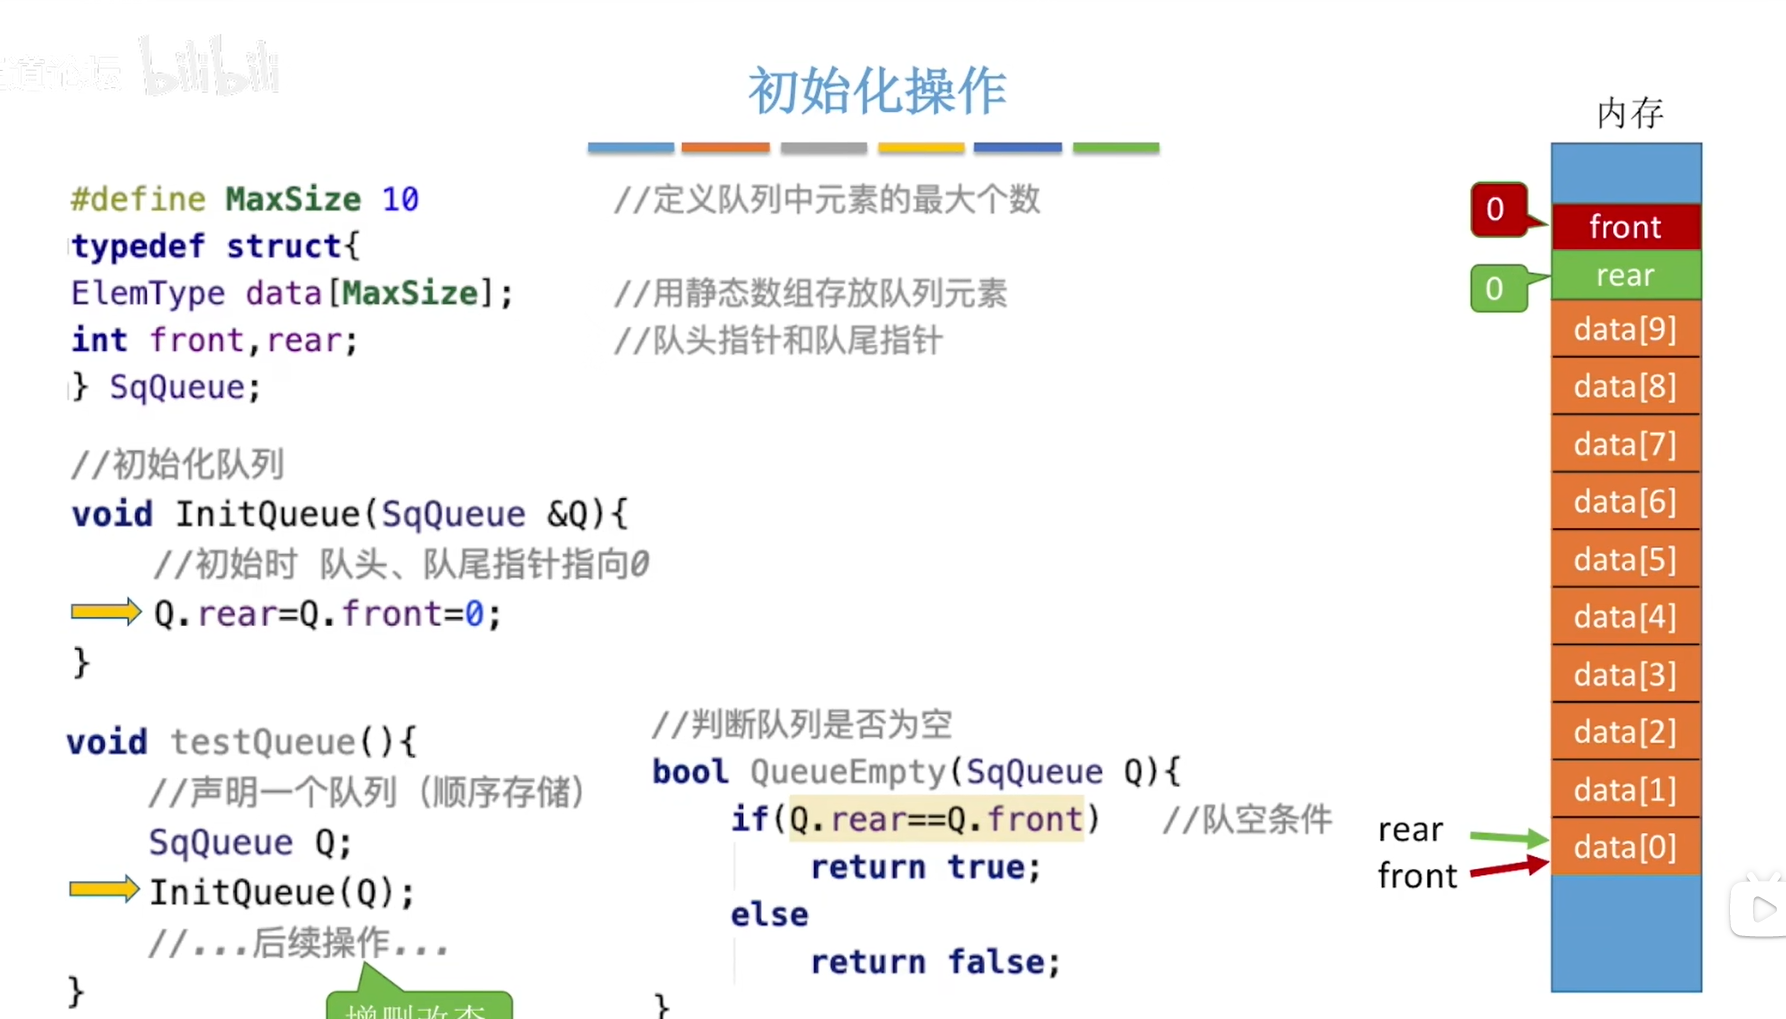 bilibili
初始化操作
#define MaxSize 10 //定义队列中元素的最大个数
typedef struct{
ElemType data[MaxSize]; //用静态数组存放队列元素
int front,rear; //队头指针和队尾指针
} SqQueue;
//初始化队列
void InitQueue(SqQueue &Q){
//初始时 队头、队尾指针指向0
Q.rear=Q.front=0;
}
void testQueue(){
//声明一个队列（顺序存储）
SqQueue Q;
InitQueue(Q);
//...后续操作...
}
增删改查
//判断队列是否为空
bool QueueEmpty(SqQueue Q){
if(Q.rear==Q.front) //队空条件
return true;
else
return false;
}
内存
0
front
0
rear
data[9]
data[8]
data[7]
data[6]
data[5]
data[4]
data[3]
data[2]
data[1]
data[0]
rear
front